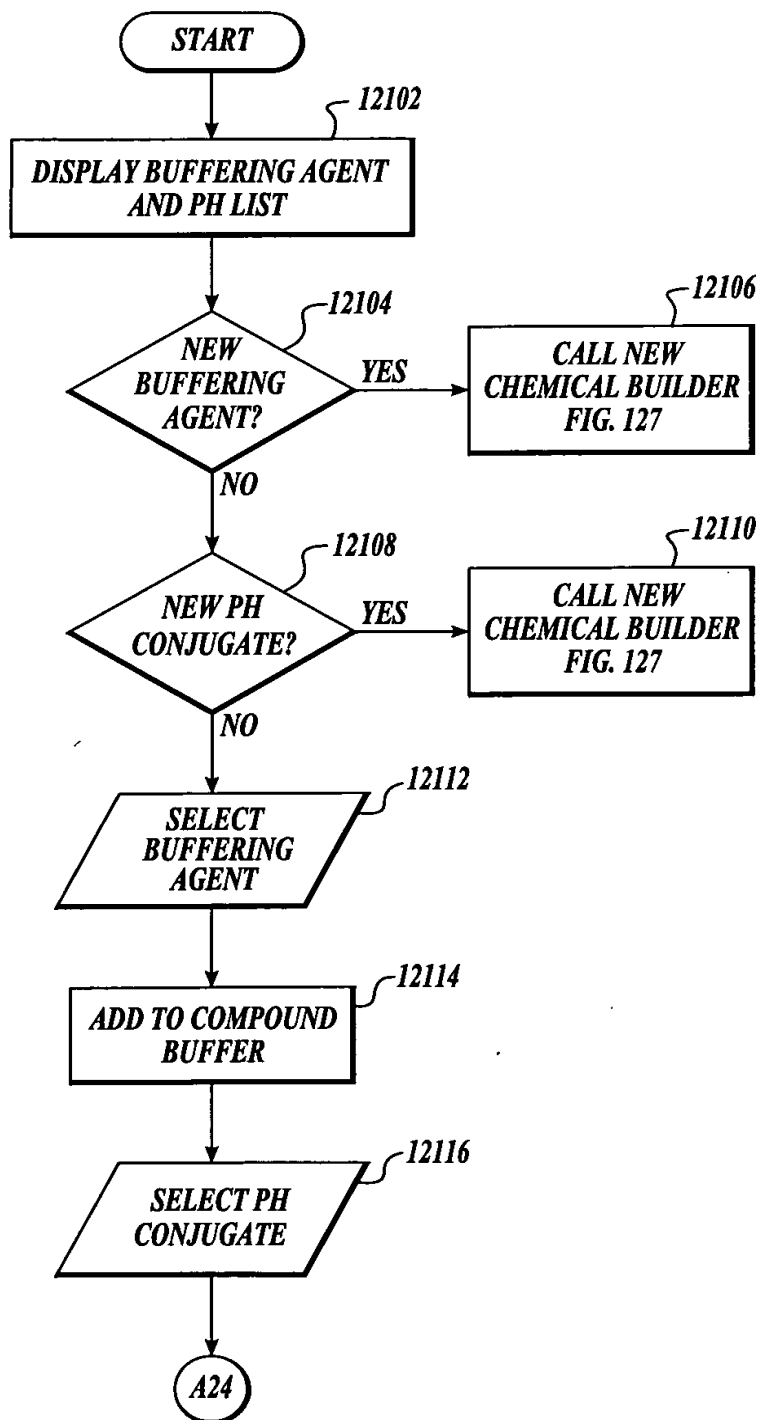 START
12102
DISPLAY BUFFERING AGENT
AND PH LIST
12104
NEW
BUFFERING
AGENT?
YES
12106
CALL NEW
CHEMICAL BUILDER
FIG. 127
NO
12108
NEW PH
CONJUGATE?
YES
12110
CALL NEW
CHEMICAL BUILDER
FIG. 127
NO
12112
SELECT
BUFFERING
AGENT
12114
ADD TO COMPOUND
BUFFER
12116
SELECT PH
CONJUGATE
A24